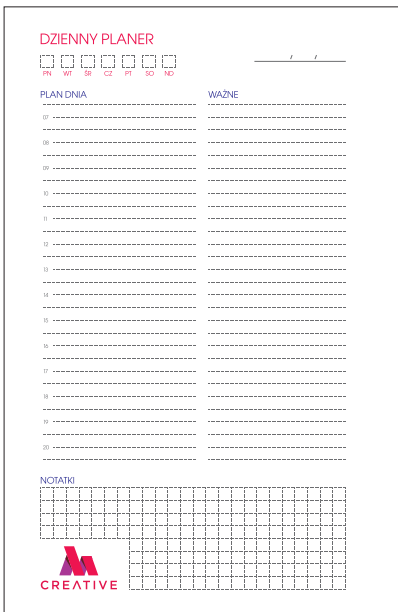 DZIENNY PLANER
/ /
PN WT ŚR CZ PT SO ND
PLAN DNIA
WAŻNE
07
08
09
10
11
12
13
14
15
16
17
18
19
20
NOTATKI
CREATIVE